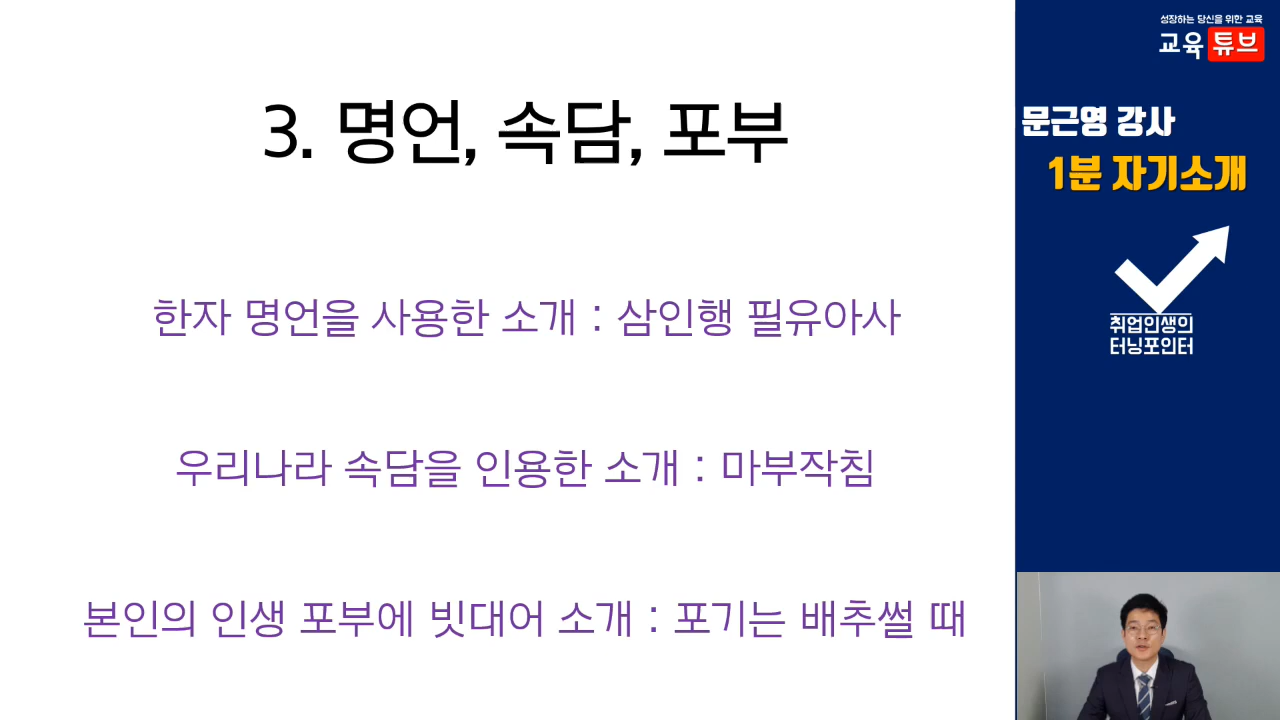 3. 명언, 속담, 포부
한자 명언을 사용한 소개 : 삼인행 필유아사
우리나라 속담을 인용한 소개 : 마부작침
본인의 인생 포부에 빗대어 소개 : 포기는 배추썰 때
성장하는 당신을 위한 교육
교육 튜브
문근영 강사
1분 자기소개
취업인생의
터닝포인터